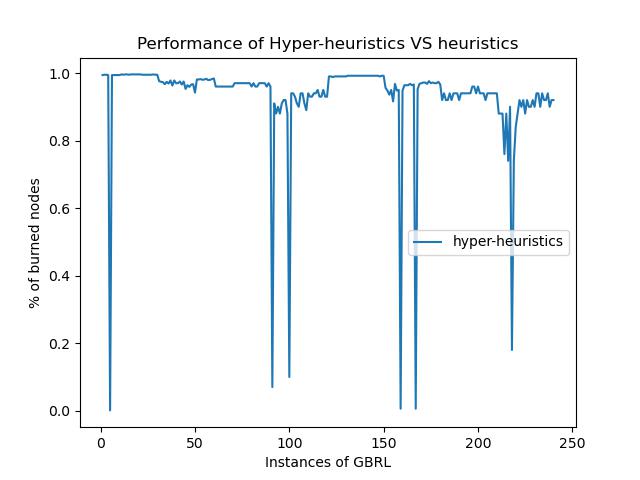 Performance of Hyper-heuristics VS heuristics
1.0
0.8
0.6
0.4
0.2
0.0
% of burned nodes
hyper-heuristics
0 50 100 150 200 250
Instances of GBRL